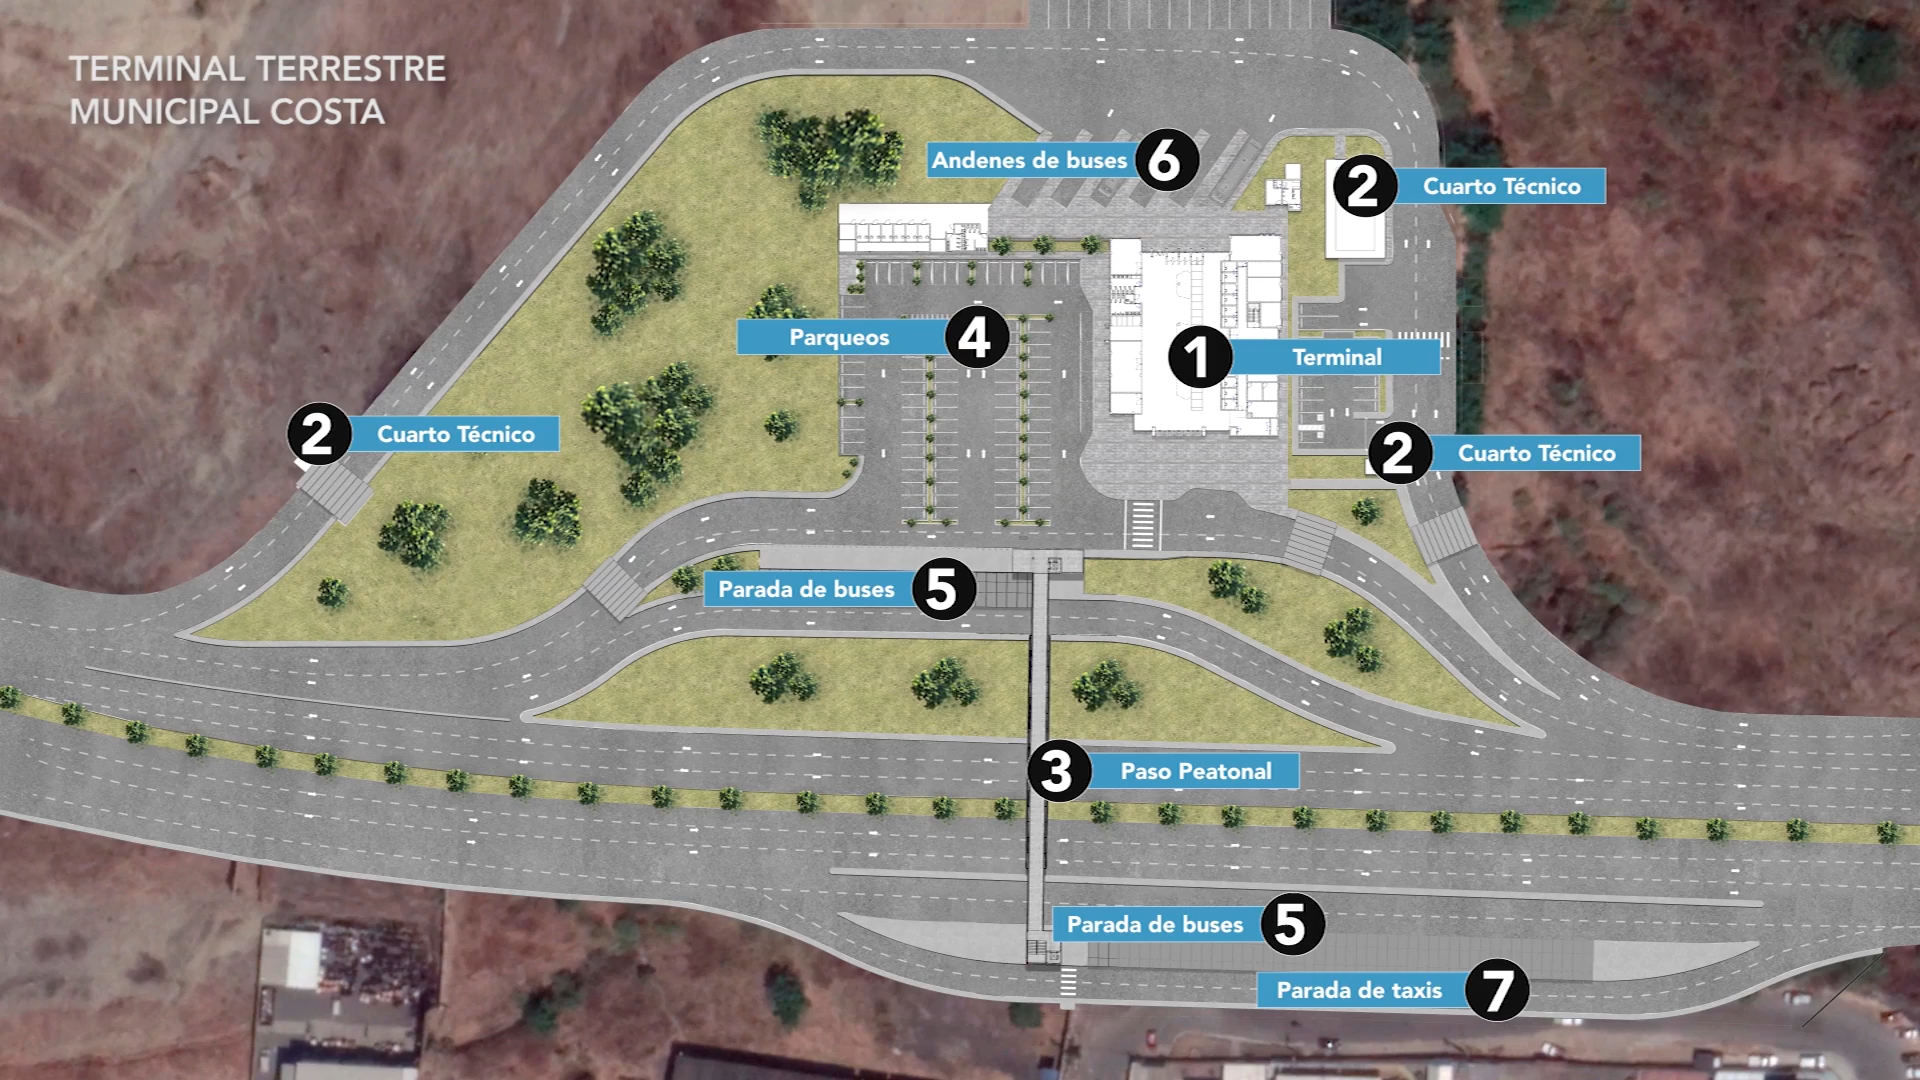 TERMINAL TERRESTRE
MUNICIPAL COSTA
Andenes de buses 6
2 Cuarto Técnico
Parqueos 4
1 Terminal
2 Cuarto Técnico
2 Cuarto Técnico
Parada de buses 5
3 Paso Peatonal
Parada de buses 5
Parada de taxis 7